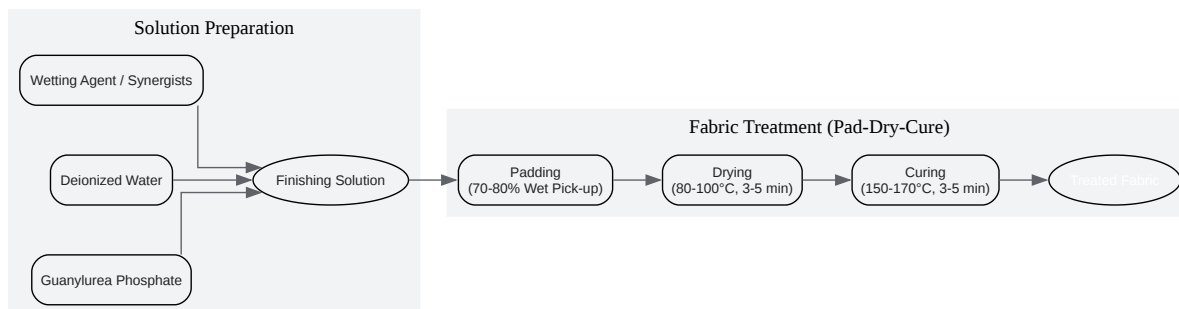 Solution Preparation
Wetting Agent / Synergists
Deionized Water
Guanylurea Phosphate
Finishing Solution
Fabric Treatment (Pad-Dry-Cure)
Padding
(70-80% Wet Pick-up)
Drying
(80-100°C, 3-5 min)
Curing
(150-170°C, 3-5 min)
Treated Fabric